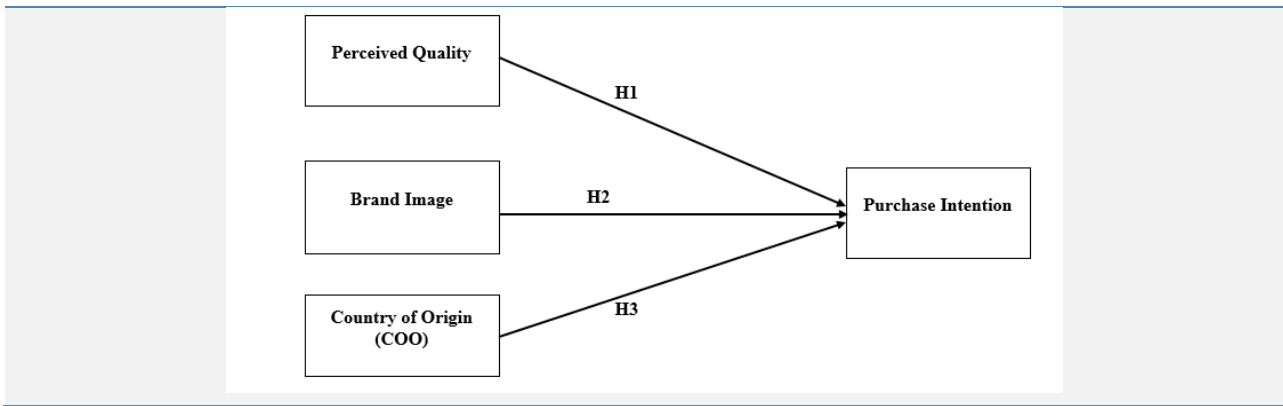 Perceived Quality
H1
Brand Image
H2
Purchase Intention
Country of Origin
(COO)
H3